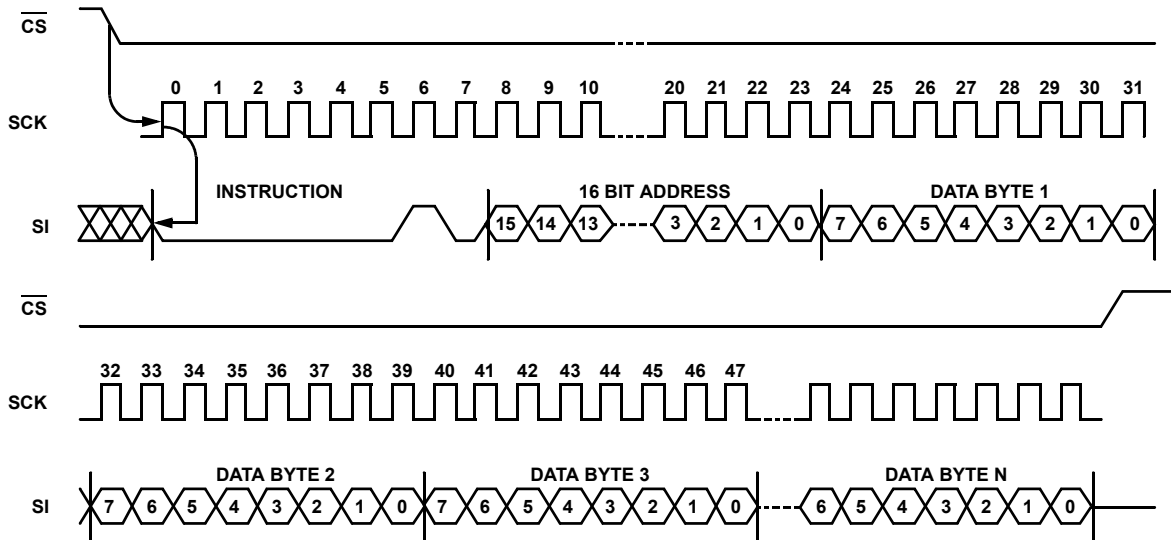 CS
0 1 2 3 4 5 6 7 8 9 10 20 21 22 23 24 25 26 27 28 29 30 31
SCK
INSTRUCTION 16 BIT ADDRESS DATA BYTE 1
SI 15 14 13 3 2 1 0 7 6 5 4 3 2 1 0
CS
32 33 34 35 36 37 38 39 40 41 42 43 44 45 46 47
SCK
DATA BYTE 2 DATA BYTE 3 DATA BYTE N
SI 7 6 5 4 3 2 1 0 7 6 5 4 3 2 1 0 6 5 4 3 2 1 0